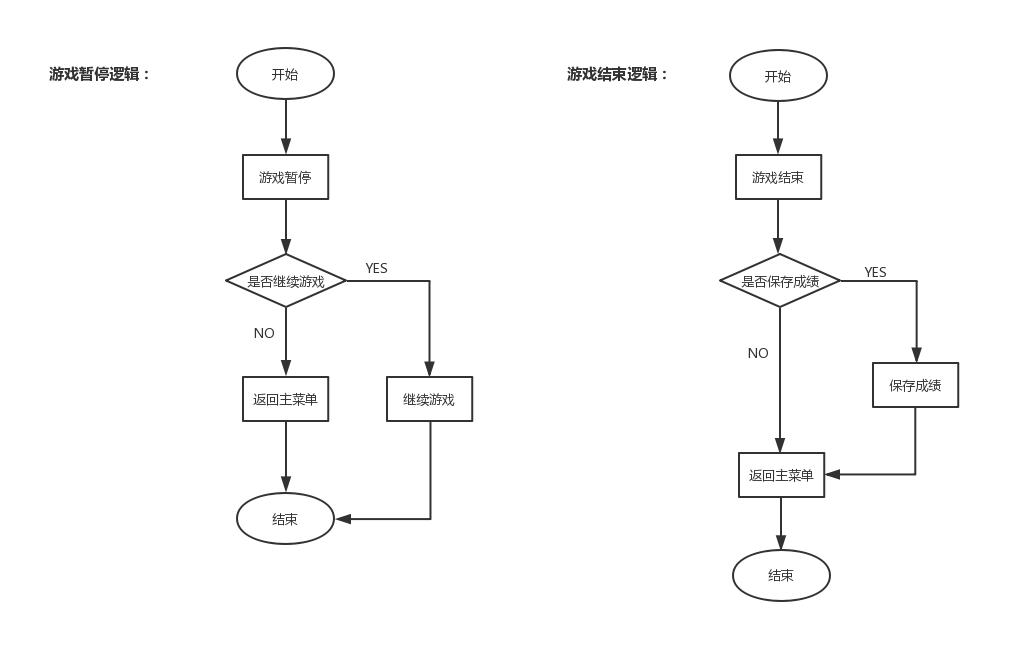 游戏暂停逻辑：
开始
游戏暂停
是否继续游戏
YES
NO
返回主菜单
继续游戏
结束
游戏结束逻辑：
开始
游戏结束
是否保存成绩
YES
NO
保存成绩
返回主菜单
结束